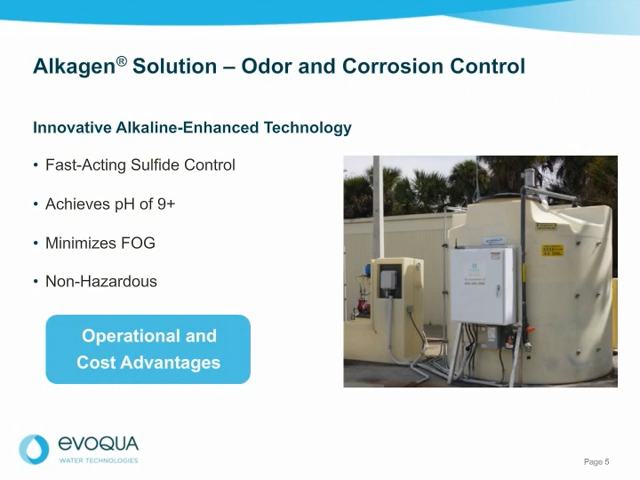 Alkagen® Solution – Odor and Corrosion Control
Innovative Alkaline-Enhanced Technology
• Fast-Acting Sulfide Control
• Achieves pH of 9+
• Minimizes FOG
• Non-Hazardous
Operational and
Cost Advantages
evoqua
WATER TECHNOLOGIES
Page 5